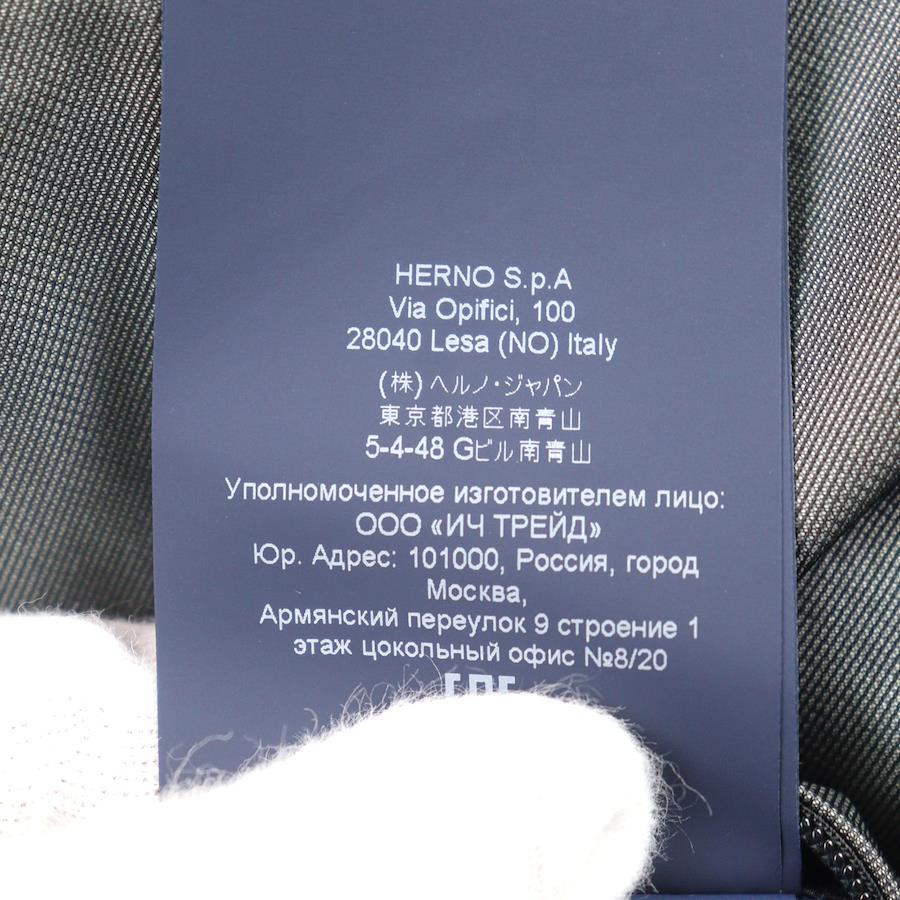 HERNO S.p.A
Via Opifici, 100
28040 Lesa (NO) Italy
(株)ヘルノ・ジャパン
東京都港区南青山
5-4-48 Gビル南青山
Уполномоченное изготовителем лицо:
ООО «ИЧ ТРЕЙД»
Юр. Адрес: 101000, Россия, город
Москва,
Армянский переулок 9 строение 1
этаж цокольный офис №8/20